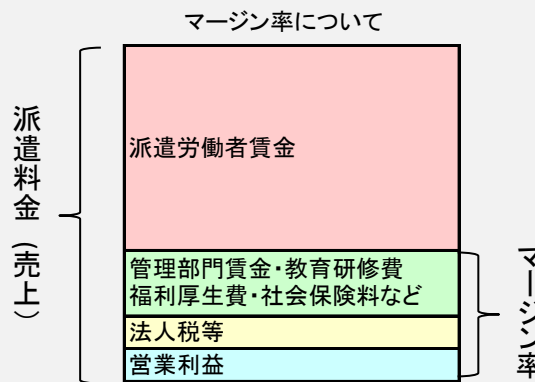 マージン率について
派遣料金（売上）
派遣労働者賃金
管理部門賃金・教育研修費
福利厚生費・社会保険料など
法人税等
営業利益
マージン率